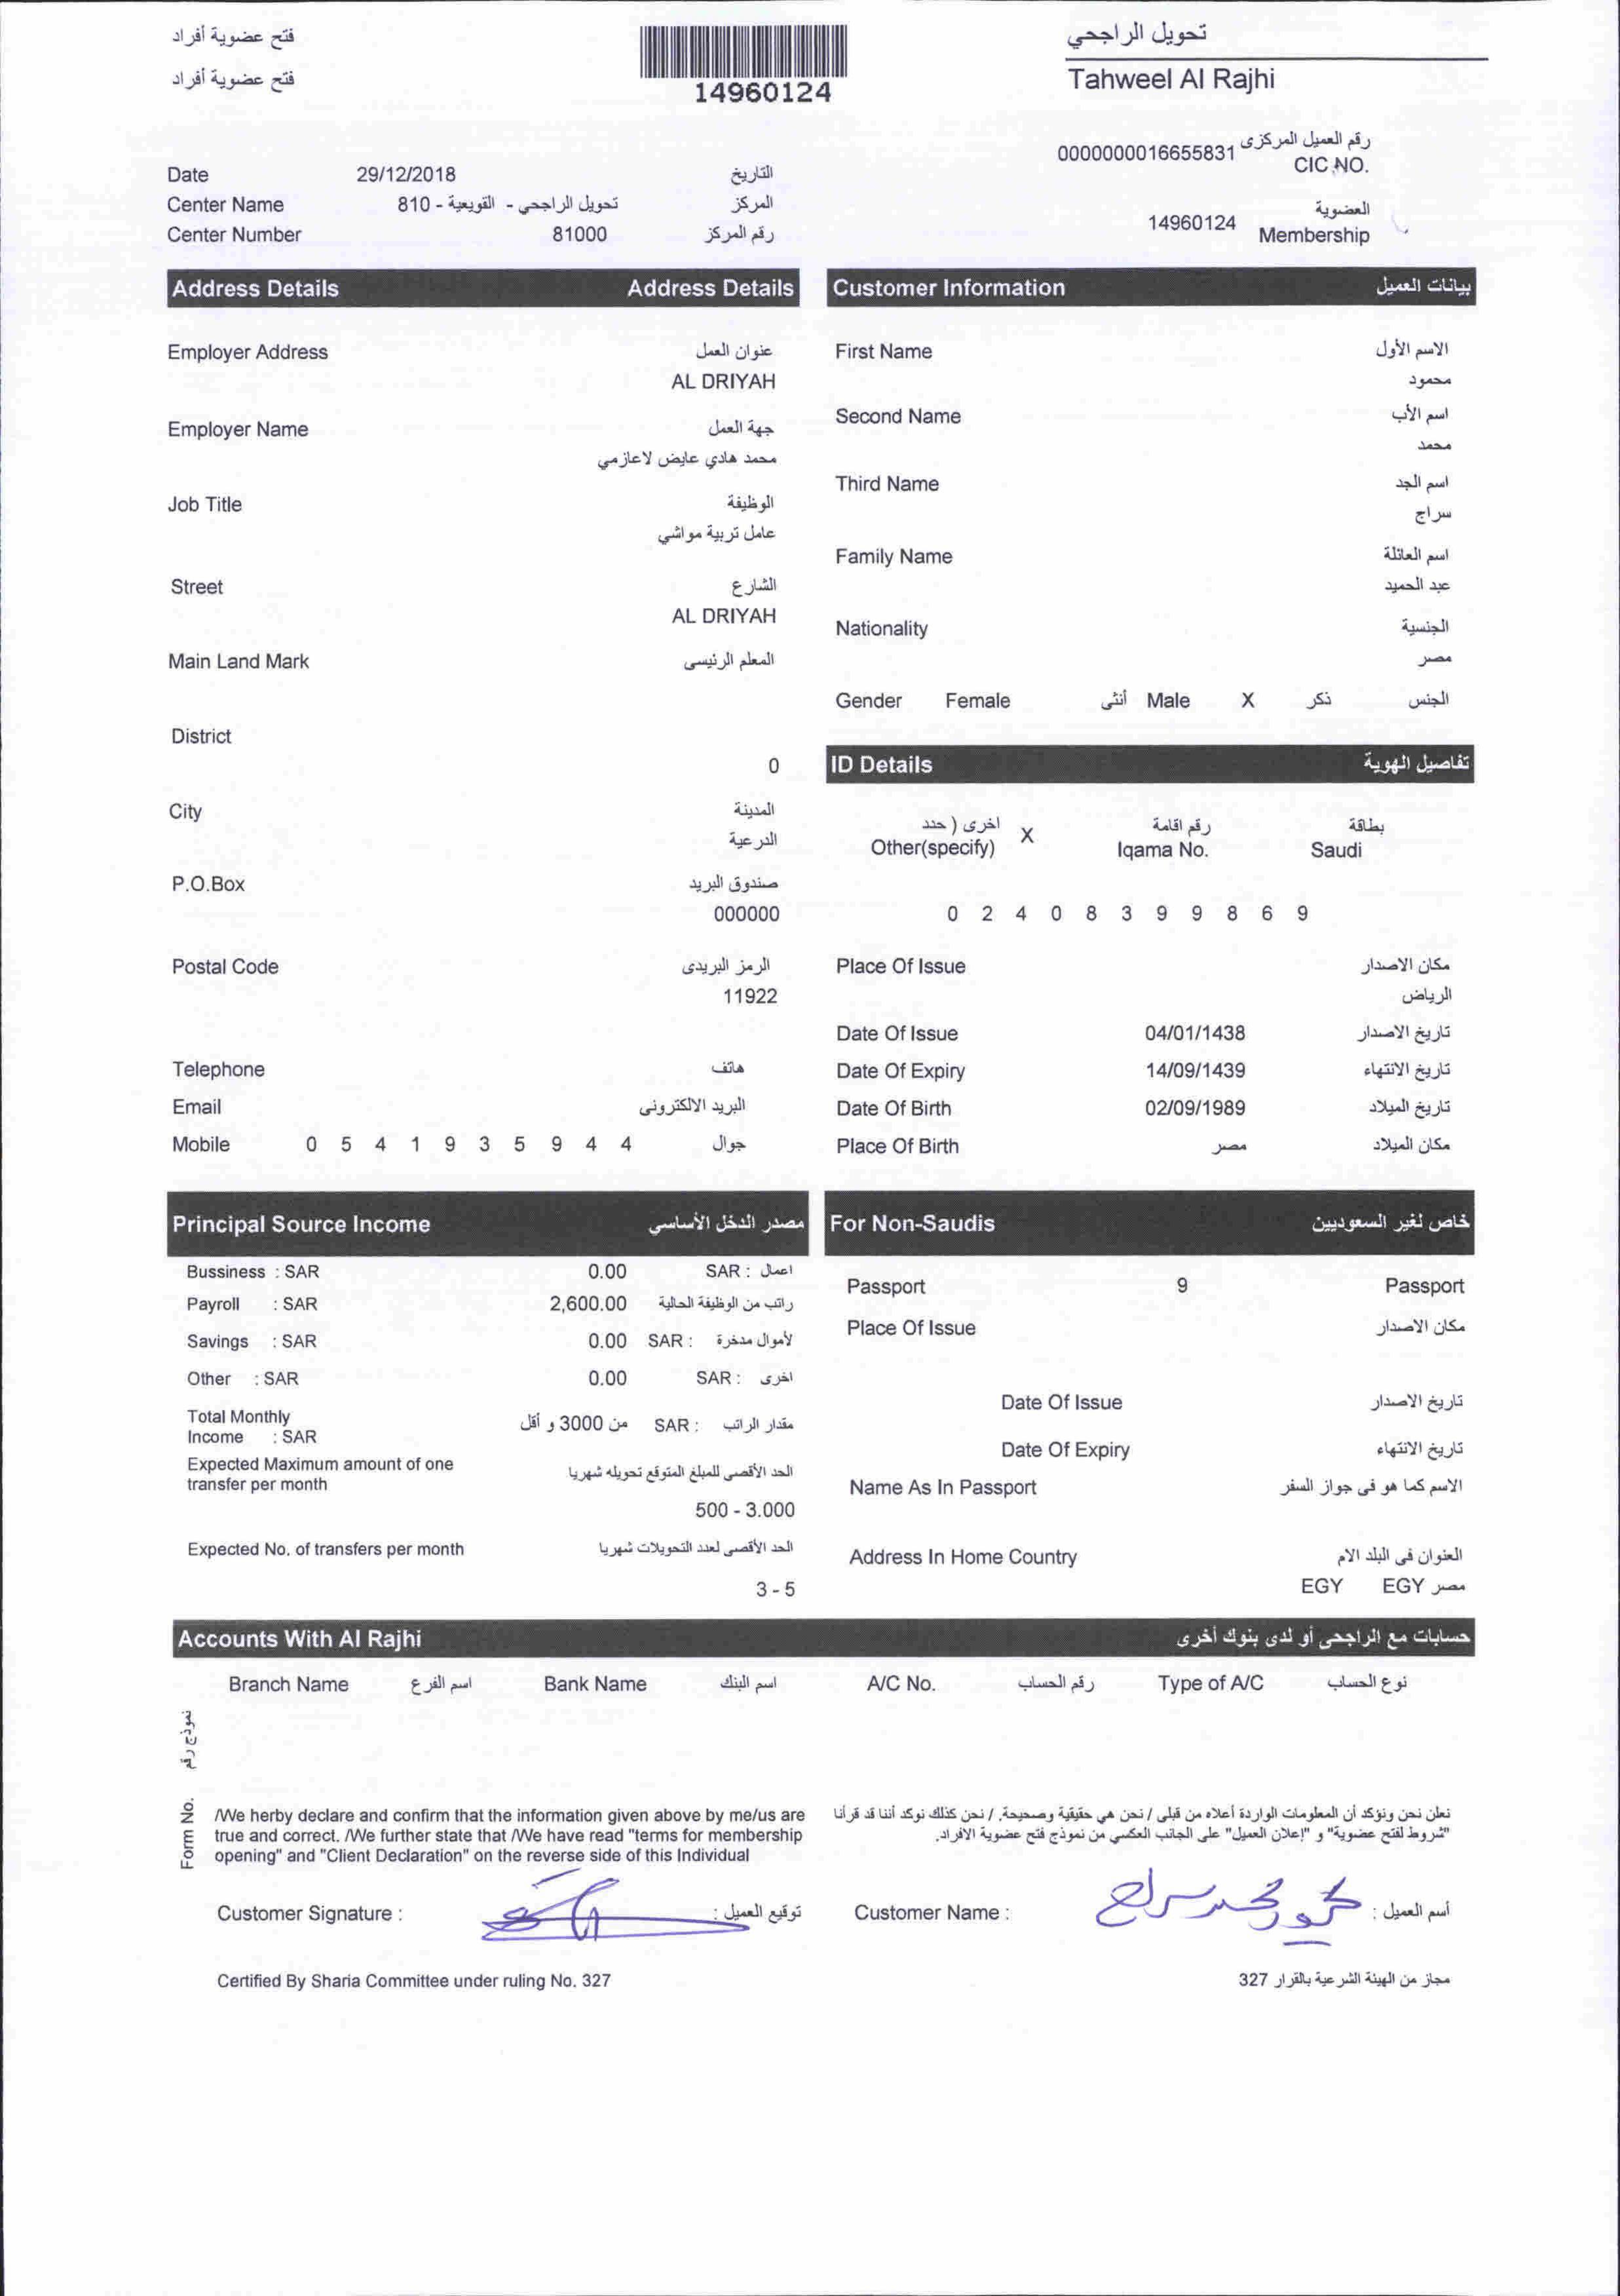 فتح عضوية أفراد
فتح عضوية أفراد
14960124
تحويل الراجحي
Tahweel Al Rajhi
0000000016655831 رقم العميل المركزى
CIC NO.
Date 29/12/2018 التاريخ
Center Name تحويل الراجحي - القويعية - 810 المركز
Center Number 81000 رقم المركز
العضوية
14960124 Membership
Address Details Address Details
Employer Address عنوان العمل
AL DRIYAH
Employer Name جهة العمل
محمد هادي عايض لاعازمي
Job Title الوظيفة
عامل تربية مواشي
Street الشارع
AL DRIYAH
Main Land Mark المعلم الرئيسى
District
0
City المدينة
الدرعية
P.O.Box صندوق البريد
000000
Postal Code الرمز البريدى
11922
Telephone هاتف
Email البريد الالكترونى
Mobile 0 5 4 1 9 3 5 9 4 4 جوال
Customer Information بيانات العميل
First Name الاسم الأول
محمود
Second Name اسم الأب
محمد
Third Name اسم الجد
سراج
Family Name اسم العائلة
عبد الحميد
Nationality الجنسية
مصر
Gender Female أنثى Male X ذكر الجنس
ID Details تفاصيل الهوية
اخرى ( حدد X رقم اقامة بطاقة
Other(specify) Iqama No. Saudi
0 2 4 0 8 3 9 9 8 6 9
Place Of Issue مكان الاصدار
الرياض
Date Of Issue 04/01/1438 تاريخ الاصدار
Date Of Expiry 14/09/1439 تاريخ الانتهاء
Date Of Birth 02/09/1989 تاريخ الميلاد
Place Of Birth مصر مكان الميلاد
Principal Source Income مصدر الدخل الأساسي
Bussiness : SAR 0.00 اعمال : SAR
Payroll : SAR 2,600.00 راتب من الوظيفة الحالية
Savings : SAR 0.00 لأموال مدخرة : SAR
Other : SAR 0.00 اخرى : SAR
Total Monthly
Income : SAR من 3000 و أقل مقدار الراتب : SAR
Expected Maximum amount of one
transfer per month الحد الأقصى للمبلغ المتوقع تحويله شهريا
500 - 3.000
Expected No. of transfers per month الحد الأقصى لعدد التحويلات شهريا
3 - 5
For Non-Saudis خاص لغير السعوديين
Passport 9 Passport
Place Of Issue مكان الاصدار
Date Of Issue تاريخ الاصدار
Date Of Expiry تاريخ الانتهاء
Name As In Passport الاسم كما هو فى جواز السفر
Address In Home Country العنوان فى البلد الام
EGY EGY مصر
Accounts With Al Rajhi حسابات مع الراجحى أو لدى بنوك أخرى
Branch Name اسم الفرع Bank Name اسم البنك A/C No. رقم الحساب Type of A/C نوع الحساب
نموذج رقم
Form No.
/We herby declare and confirm that the information given above by me/us are
true and correct. /We further state that /We have read "terms for membership
opening" and "Client Declaration" on the reverse side of this Individual
نعلن نحن ونؤكد أن المعلومات الواردة أعلاه من قبلي / نحن هي حقيقية وصحيحة. / نحن كذلك نوكد أننا قد قرأنا
"شروط لفتح عضوية" و "إعلان العميل" على الجانب العكسي من نموذج فتح عضوية الافراد.
Customer Signature : توقيع العميل :
Customer Name : محمود محمد سراج أسم العميل :
Certified By Sharia Committee under ruling No. 327
مجاز من الهيئة الشرعية بالقرار 327